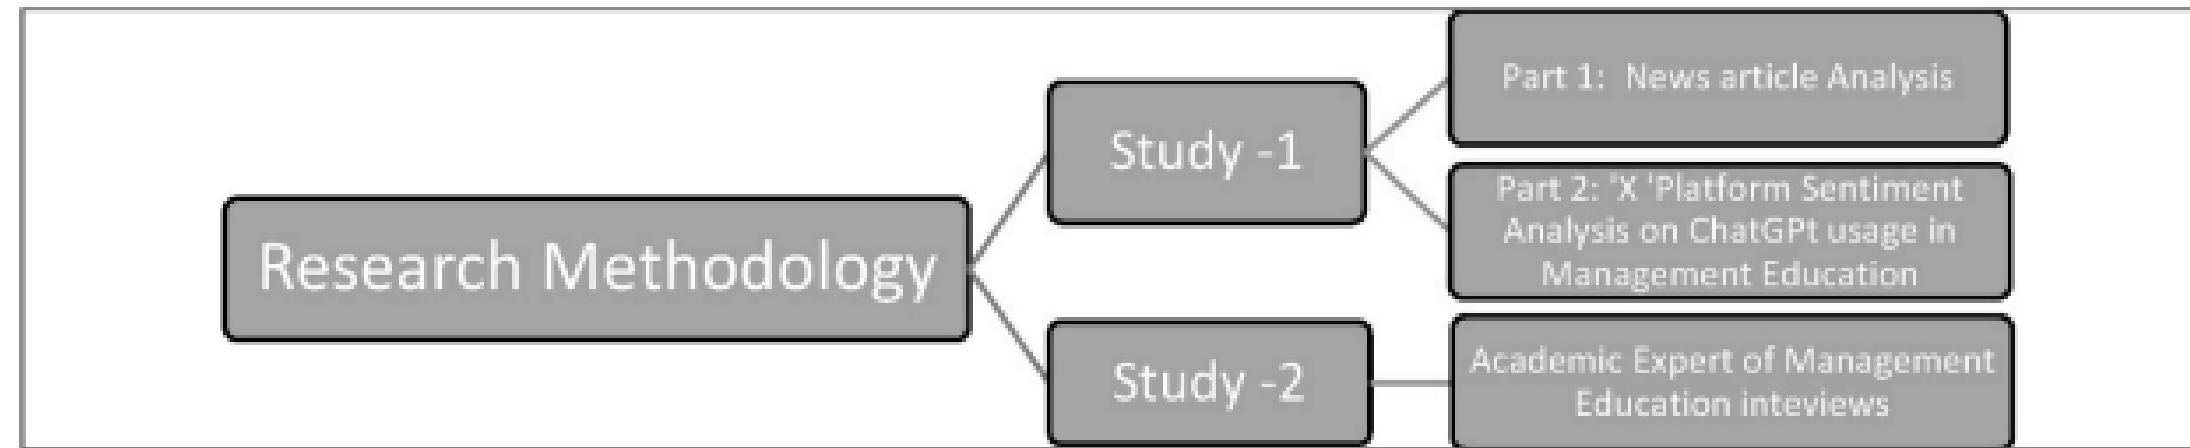 Research Methodology
Study -1
Part 1:  News article Analysis
Part 2: 'X 'Platform Sentiment
Analysis on ChatGPt usage in
Management Education
Study -2
Academic Expert of Management
Education inteviews